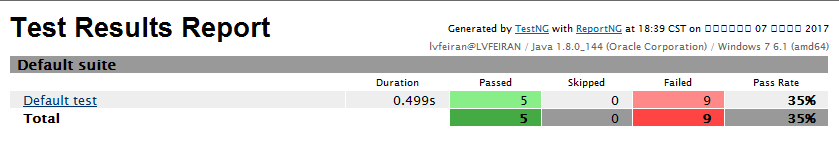 Test Results Report
Generated by TestNG with ReportNG at 18:39 CST on 07 2017
lvfeiran@LVFEIRAN / Java 1.8.0_144 (Oracle Corporation) / Windows 7 6.1 (amd64)
Default suite
Duration Passed Skipped Failed Pass Rate
Default test 0.499s 5 0 9 35%
Total 5 0 9 35%